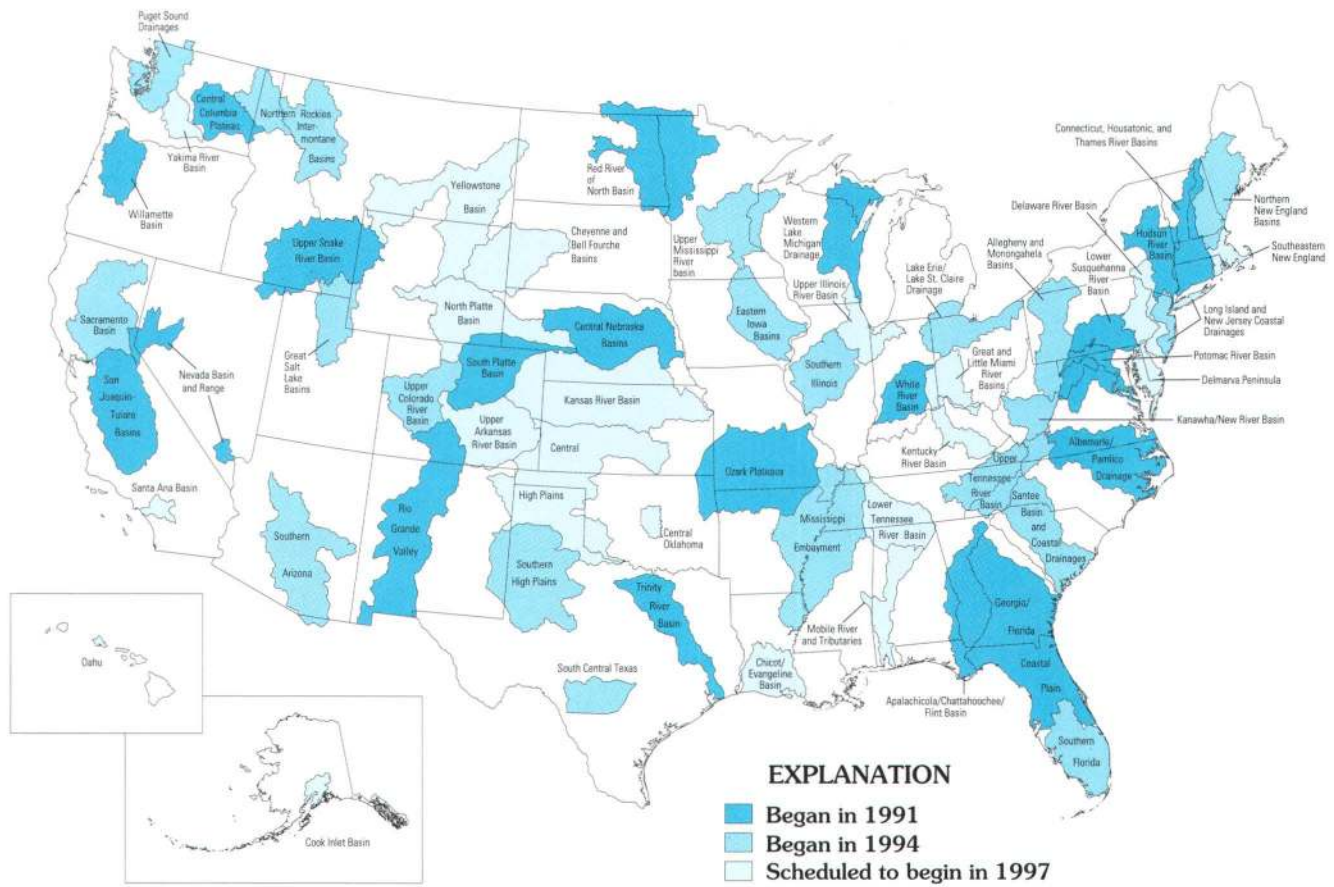 Puget Sound
Drainages
Central
Columbia
Plateau
Northern Rockies
Inter-
montane
Basins
Yakima River
Basin
Willamette
Basin
Yellowstone
Basin
Red River
of
North Basin
Connecticut, Housatonic, and
Thames River Basins
Delaware River Basin
Northern
New England
Basins
Southeastern
New England
Hudson
River
Basin
Allegheny and
Monongahela
Basins
Lower
Susquehanna
River
Basin
Western
Lake
Michigan
Drainage
Upper
Mississippi
River
basin
Upper Snake
River Basin
Cheyenne and
Bell Fourche
Basins
Lake Erie/
Lake St. Claire
Drainage
Upper Illinois
River Basin
Long Island and
New Jersey Coastal
Drainages
Sacramento
Basin
North Platte
Basin
Central Nebraska
Basins
Eastern
Iowa
Basins
Great
Salt
Lake
Basins
Nevada Basin
and Range
San
Joaquin-
Tulare
Basins
South Platte
Basin
Upper
Colorado
River
Basin
Southern
Illinois
White
River
Basin
Great and
Little Miami
River
Basins
Potomac River Basin
Delmarva Peninsula
Kansas River Basin
Upper
Arkansas
River Basin
Kanawha/New River Basin
Central
Kentucky
River Basin
Albemarle/
Pamlico
Drainage
Ozark Plateaus
Upper
Tennessee
River
Basin
Santa Ana Basin
High Plains
Santee
Basin
and
Coastal
Drainages
Rio
Grande
Valley
Lower
Tennessee
River Basin
Mississippi
Embayment
Central
Oklahoma
Southern
Arizona
Southern
High Plains
Trinity
River
Basin
Georgia/
Florida
Coastal
Plain
Mobile River
and Tributaries
Oahu
South Central Texas
Chicot/
Evangeline
Basin
Apalachicola/Chattahoochee/
Flint Basin
Southern
Florida
Cook Inlet Basin
EXPLANATION
Began in 1991
Began in 1994
Scheduled to begin in 1997